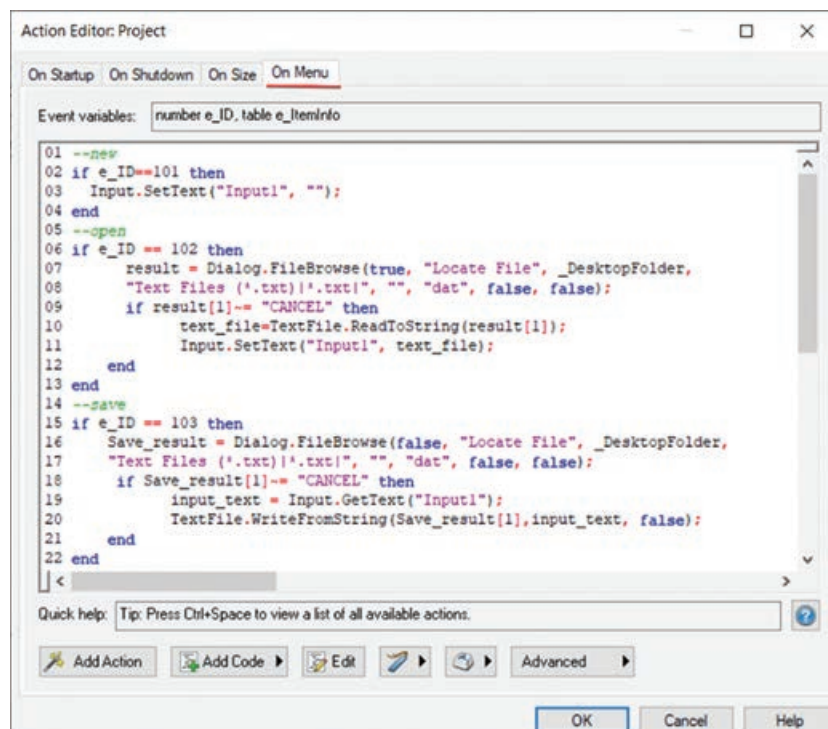 Action Editor: Project
On Startup On Shutdown On Size On Menu
Event variables: number e_ID, table e_ItemInfo
01 --new
02 if e_ID==101 then
03 Input.SetText("Input1", "");
04 end
05 --open
06 if e_ID == 102 then
07 result = Dialog.FileBrowse(true, "Locate File", _DesktopFolder,
08 "Text Files (*.txt)|*.txt|", "", "dat", false, false);
09 if result[1]~= "CANCEL" then
10 text_file=TextFile.ReadToString(result[1]);
11 Input.SetText("Input1", text_file);
12 end
13 end
14 --save
15 if e_ID == 103 then
16 Save_result = Dialog.FileBrowse(false, "Locate File", _DesktopFolder,
17 "Text Files (*.txt)|*.txt|", "", "dat", false, false);
18 if Save_result[1]~= "CANCEL" then
19 input_text = Input.GetText("Input1");
20 TextFile.WriteFromString(Save_result[1],input_text, false);
21 end
22 end
Quick help: Tip: Press Ctrl+Space to view a list of all available actions.
Add Action Add Code Edit Advanced
OK Cancel Help